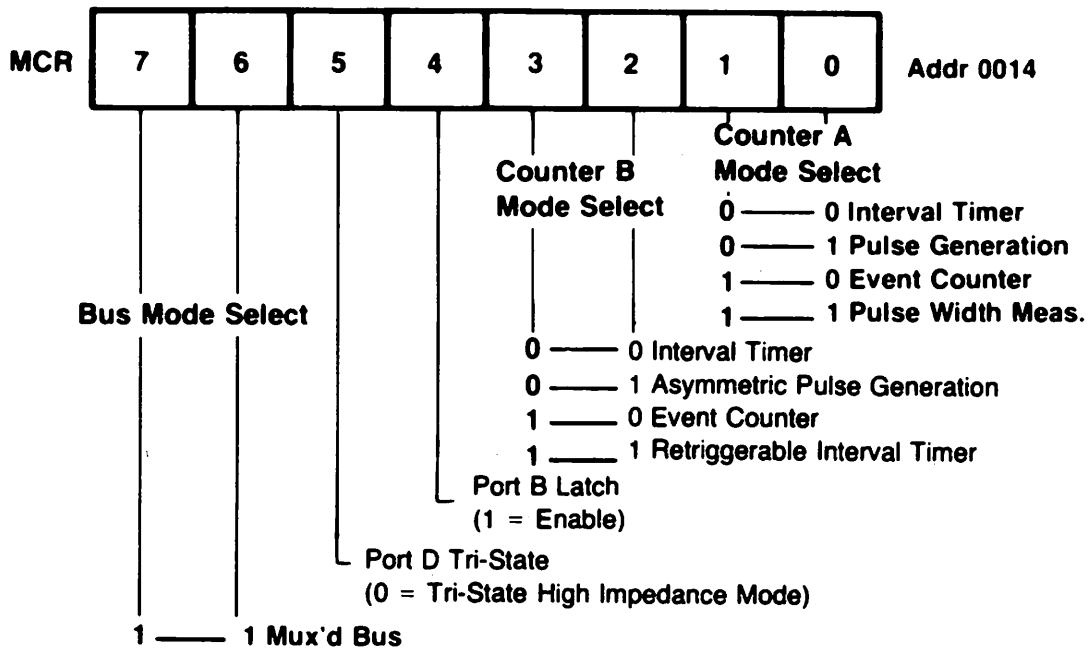 MCR 7 6 5 4 3 2 1 0 Addr 0014
Counter A
Mode Select
0 0 Interval Timer
0 1 Pulse Generation
1 0 Event Counter
1 1 Pulse Width Meas.
Counter B
Mode Select
0 0 Interval Timer
0 1 Asymmetric Pulse Generation
1 0 Event Counter
1 1 Retriggerable Interval Timer
Port B Latch
(1 = Enable)
Port D Tri-State
(0 = Tri-State High Impedance Mode)
Bus Mode Select
1 1 Mux'd Bus